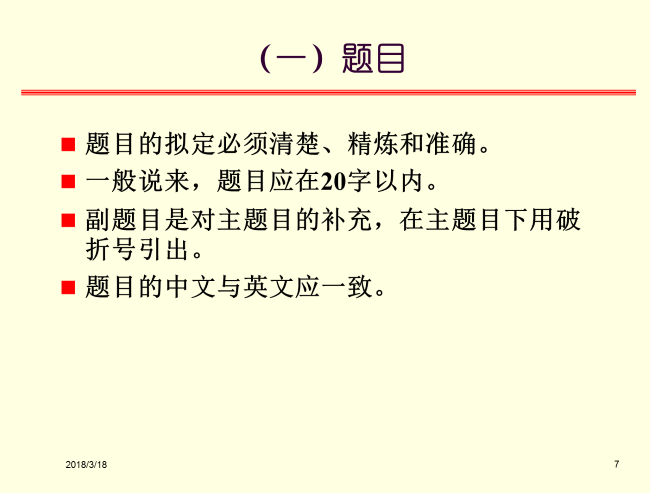 （一）题目
题目的拟定必须清楚、精炼和准确。
一般说来，题目应在20字以内。
副题目是对主题目的补充，在主题目下用破
折号引出。
题目的中文与英文应一致。
2018/3/18
7